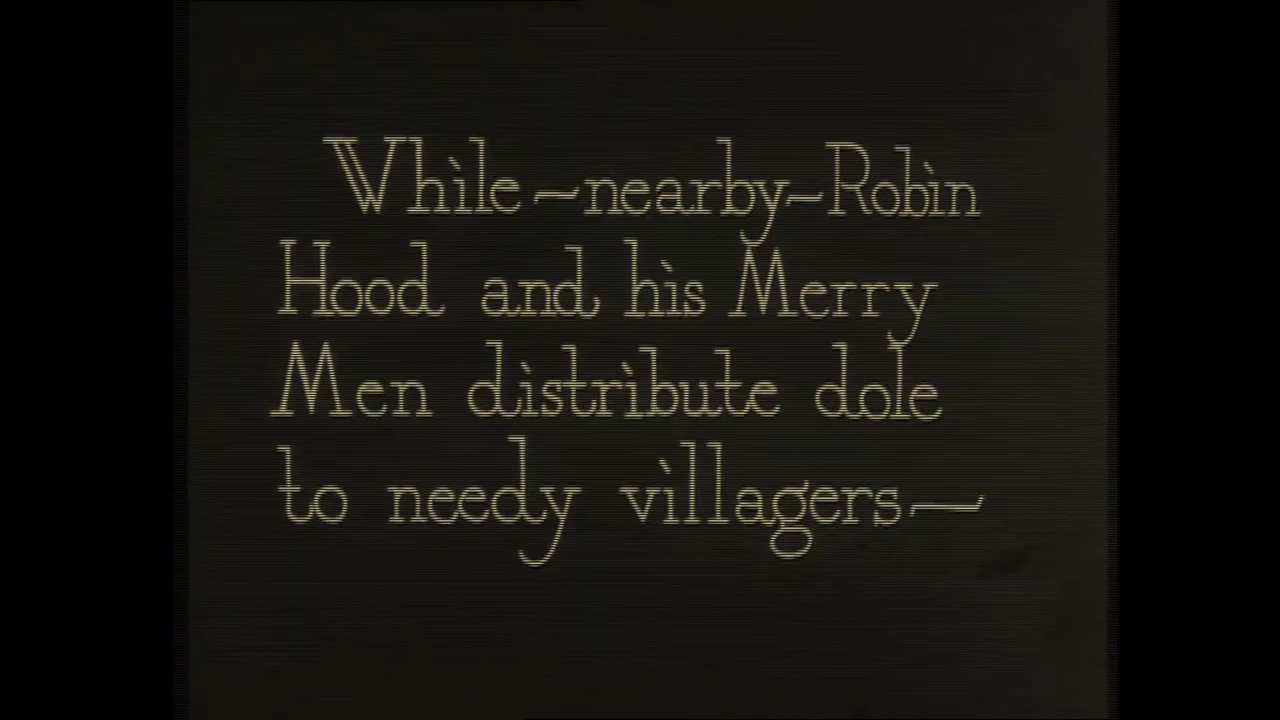 While—nearby—Robin
Hood and his Merry
Men distribute dole
to needy villagers—